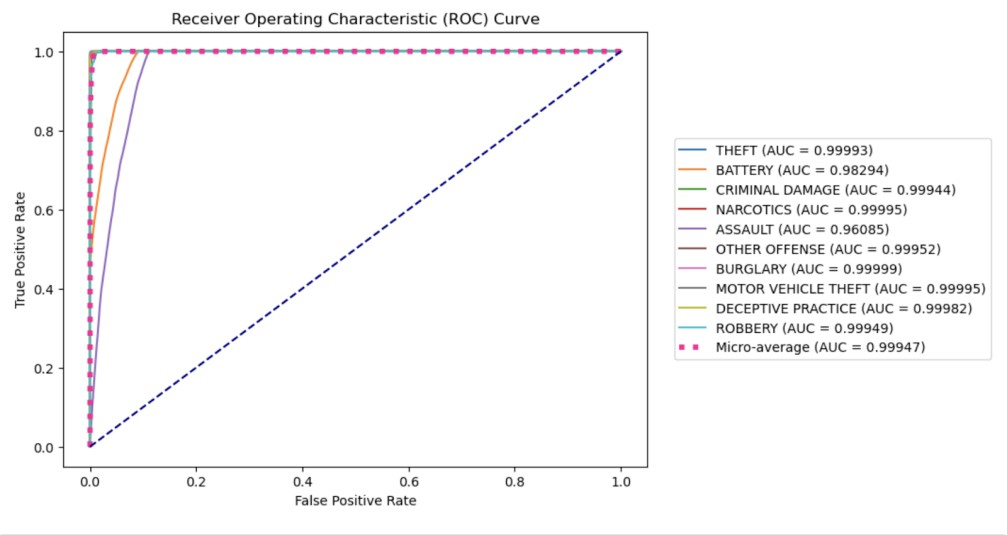 Receiver Operating Characteristic (ROC) Curve
True Positive Rate
1.0
0.8
0.6
0.4
0.2
0.0
0.0 0.2 0.4 0.6 0.8 1.0
False Positive Rate
THEFT (AUC = 0.99993)
BATTERY (AUC = 0.98294)
CRIMINAL DAMAGE (AUC = 0.99944)
NARCOTICS (AUC = 0.99995)
ASSAULT (AUC = 0.96085)
OTHER OFFENSE (AUC = 0.99952)
BURGLARY (AUC = 0.99999)
MOTOR VEHICLE THEFT (AUC = 0.99995)
DECEPTIVE PRACTICE (AUC = 0.99982)
ROBBERY (AUC = 0.99949)
Micro-average (AUC = 0.99947)